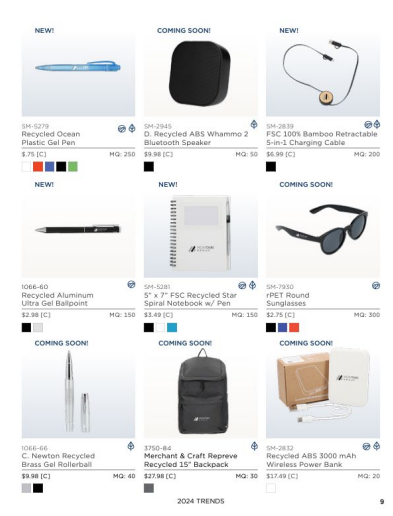 NEW!
SM-5279
Recycled Ocean
Plastic Gel Pen
$.75 [C] MQ: 250
COMING SOON!
SM-2945
D. Recycled ABS Whammo 2
Bluetooth Speaker
$9.98 [C] MQ: 50
NEW!
SM-2839
FSC 100% Bamboo Retractable
5-in-1 Charging Cable
$6.99 [C] MQ: 200
NEW!
1066-60
Recycled Aluminum
Ultra Gel Ballpoint
$2.98 [C] MQ: 150
NEW!
SM-5281
5" x 7" FSC Recycled Star
Spiral Notebook w/ Pen
$3.49 [C] MQ: 150
COMING SOON!
SM-7930
rPET Round
Sunglasses
$2.75 [C] MQ: 300
COMING SOON!
1066-66
C. Newton Recycled
Brass Gel Rollerball
$9.98 [C] MQ: 40
COMING SOON!
3750-84
Merchant & Craft Repreve
Recycled 15" Backpack
$27.98 [C] MQ: 30
COMING SOON!
SM-2832
Recycled ABS 3000 mAh
Wireless Power Bank
$17.49 [C] MQ: 20
2024 TRENDS 9